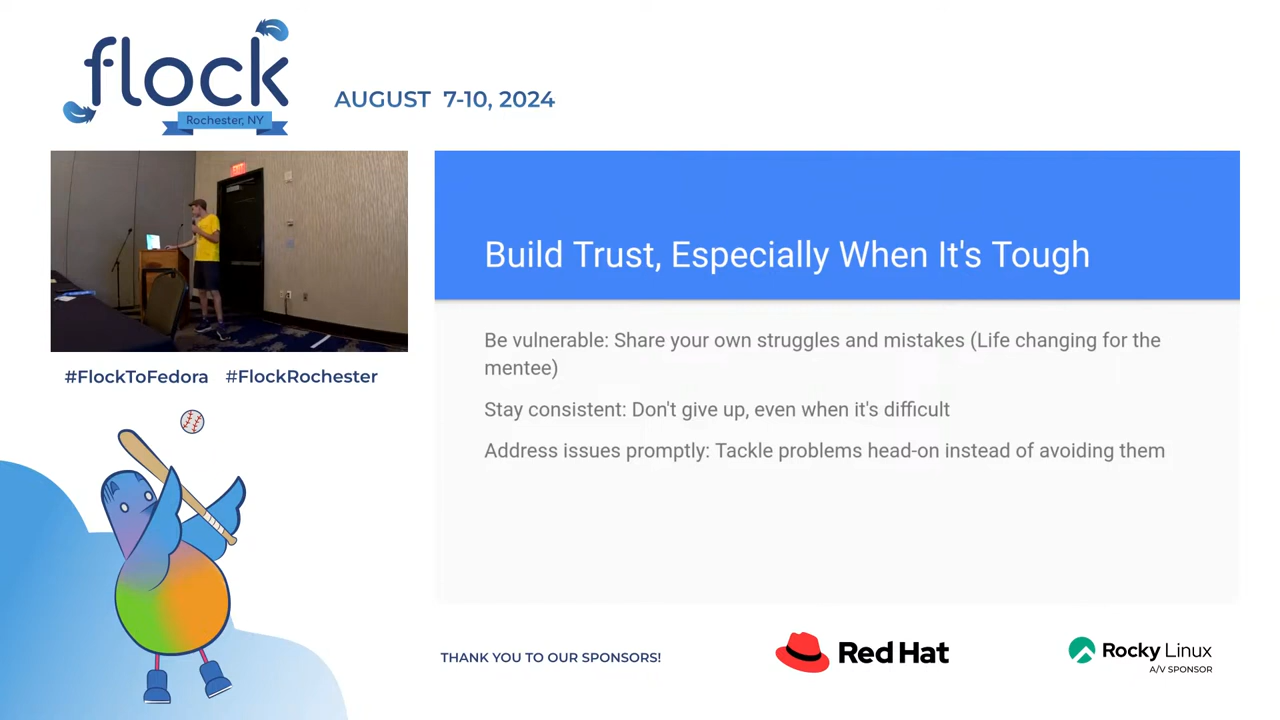 flock
Rochester, NY
AUGUST 7-10, 2024
EXIT
Build Trust, Especially When It's Tough
Be vulnerable: Share your own struggles and mistakes (Life changing for the
mentee)
Stay consistent: Don't give up, even when it's difficult
Address issues promptly: Tackle problems head-on instead of avoiding them
#FlockToFedora #FlockRochester
THANK YOU TO OUR SPONSORS!
Red Hat
Rocky Linux
A/V SPONSOR